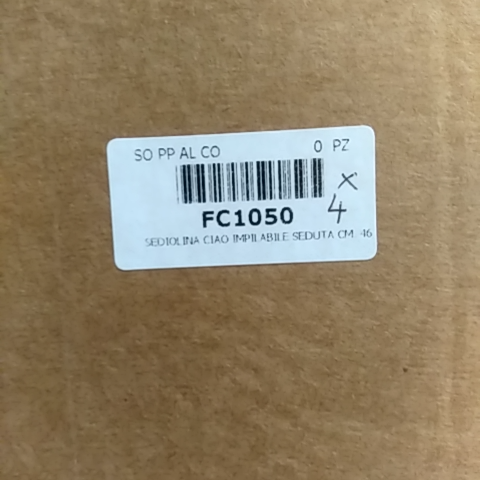 SO PP AL CO 0 PZ
FC1050
x 4
SEDIOLINA CIAO IMPILABILE SEDUTA CM. 46